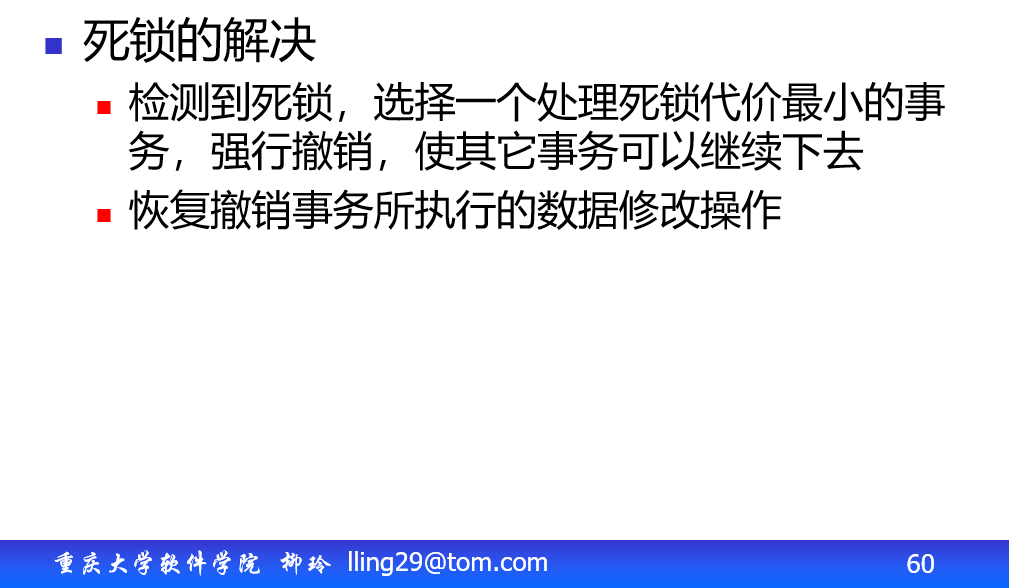 死锁的解决
检测到死锁，选择一个处理死锁代价最小的事
务，强行撤销，使其它事务可以继续下去
恢复撤销事务所执行的数据修改操作
重庆大学软件学院 柳玲 lling29@tom.com 60